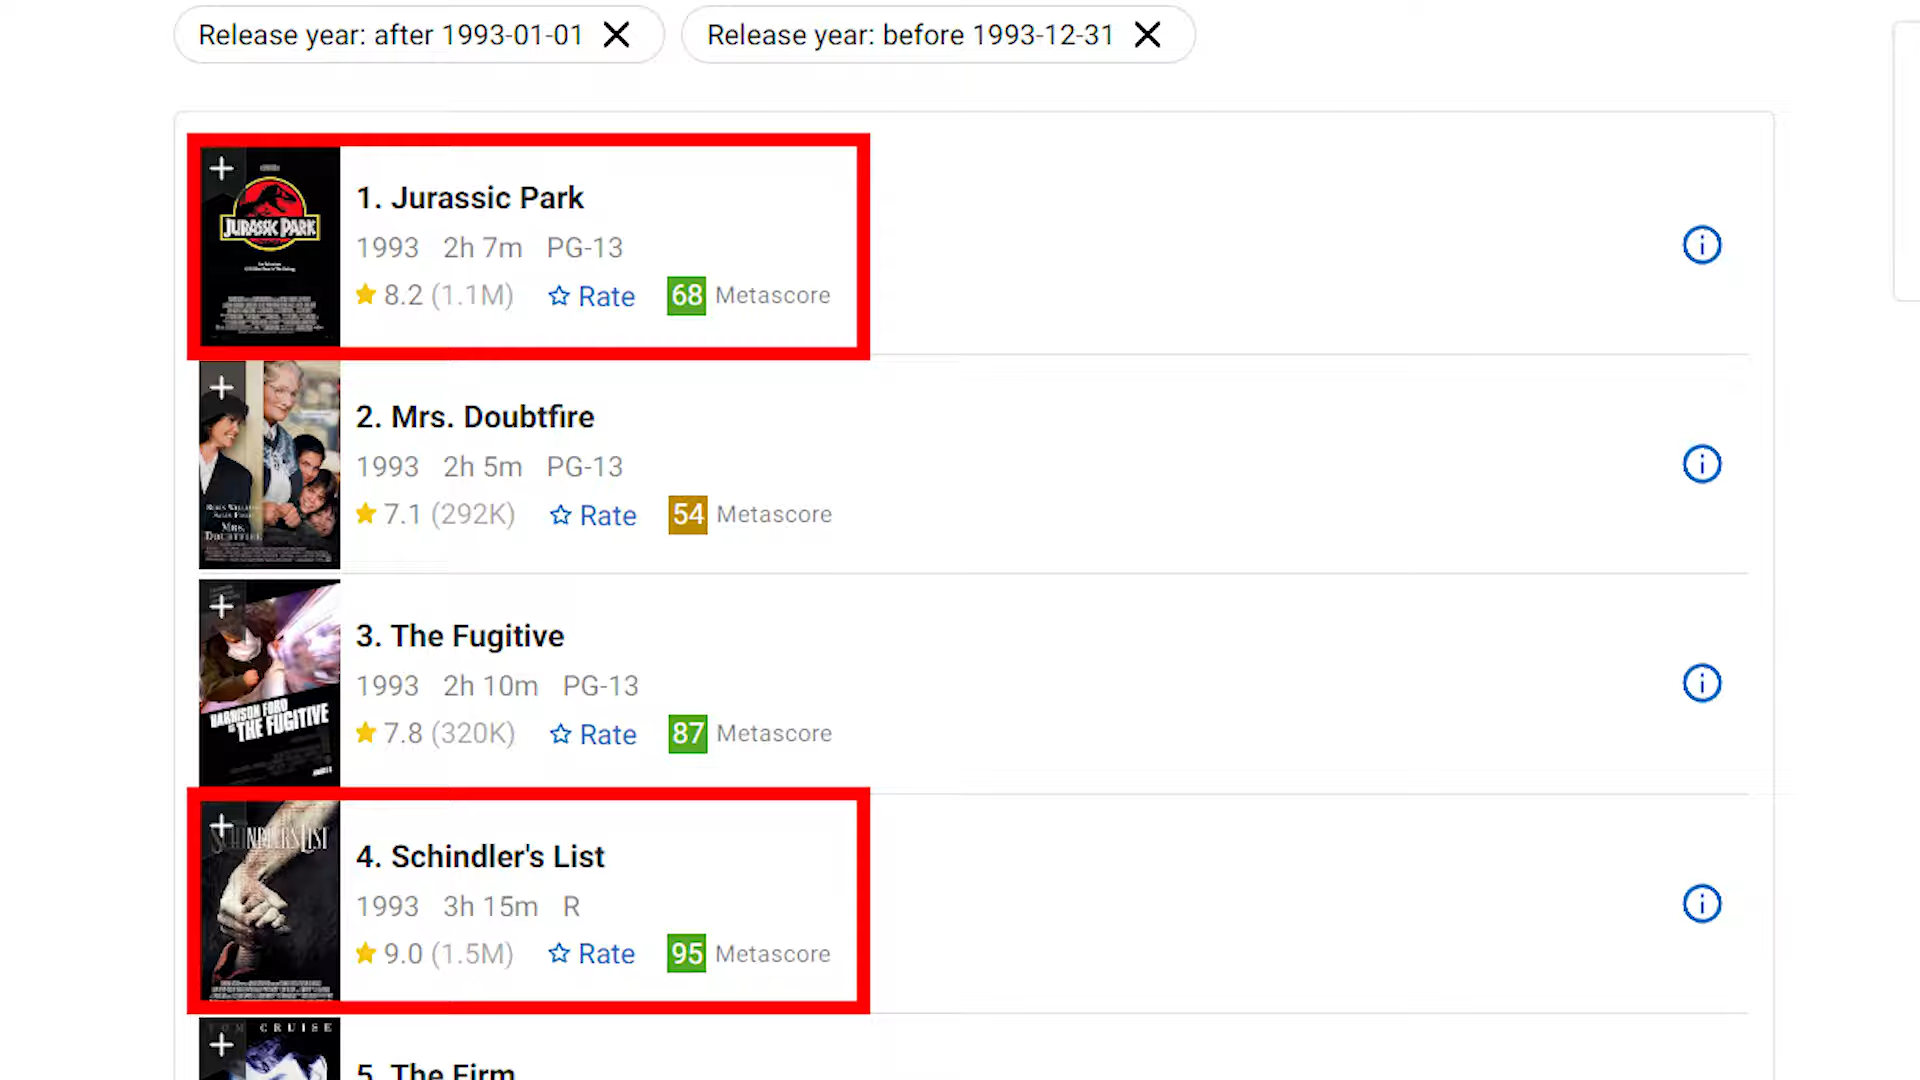 Release year: after 1993-01-01
Release year: before 1993-12-31
JURASSIC PARK
1. Jurassic Park
1993 2h 7m PG-13
8.2 (1.1M) Rate 68 Metascore
2. Mrs. Doubtfire
1993 2h 5m PG-13
7.1 (292K) Rate 54 Metascore
MRS.
DOUBTFIRE
3. The Fugitive
1993 2h 10m PG-13
7.8 (320K) Rate 87 Metascore
HARRISON FORD
THE FUGITIVE
SCHINDLER'S LIST
4. Schindler's List
1993 3h 15m R
9.0 (1.5M) Rate 95 Metascore
TOM CRUISE
5. The Firm